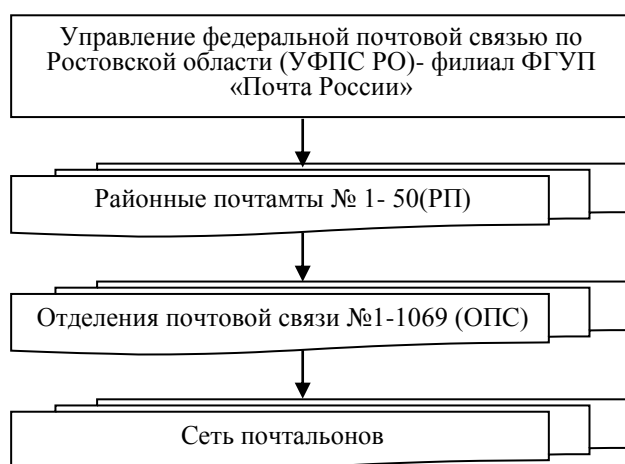 Управление федеральной почтовой связью по
Ростовской области (УФПС РО)- филиал ФГУП
«Почта России»
Районные почтамты № 1- 50(РП)
Отделения почтовой связи №1-1069 (ОПС)
Сеть почтальонов